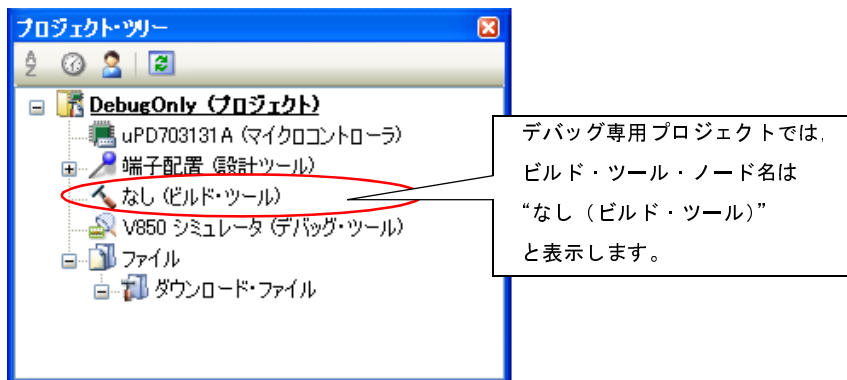 プロジェクト・ツリー
DebugOnly (プロジェクト)
uPD703131A (マイクロコントローラ)
端子配置 (設計ツール)
なし (ビルド・ツール)
V850 シミュレータ (デバッグ・ツール)
ファイル
ダウンロード・ファイル
デバッグ専用プロジェクトでは,
ビルド・ツール・ノード名は
“なし（ビルド・ツール）”
と表示します。